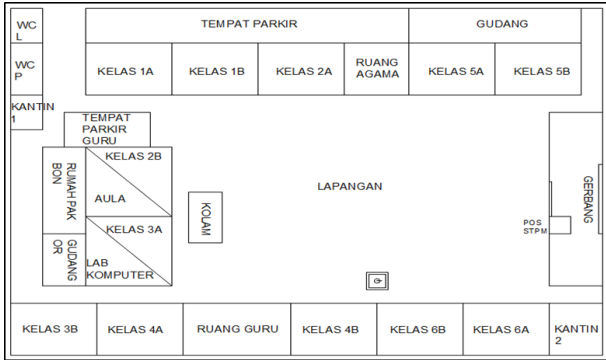 WC
L
TEMPAT PARKIR
GUDANG
WC
P
KELAS 1A
KELAS 1B
KELAS 2A
RUANG
AGAMA
KELAS 5A
KELAS 5B
KANTIN
1
TEMPAT
PARKIR
GURU
KELAS 2B
RUMAH PAK
BON
AULA
KOLAM
LAPANGAN
GERBANG
POS
STPM
KELAS 3A
GUDANG
OR
LAB
KOMPUTER
KELAS 3B
KELAS 4A
RUANG GURU
KELAS 4B
KELAS 6B
KELAS 6A
KANTIN
2